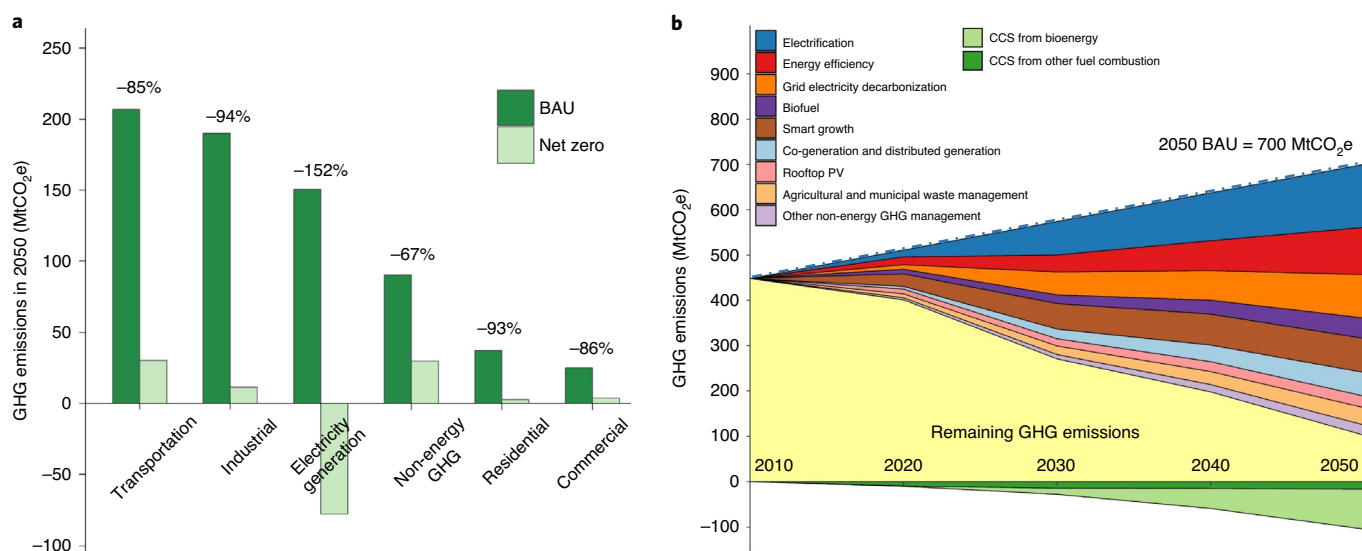 a
GHG emissions in 2050 (MtCO2e)
250
200
150
100
50
0
−50
−100
−85%
−94%
−152%
−67%
−93%
−86%
BAU
Net zero
Transportation
Industrial
Electricity
generation
Non-energy
GHG
Residential
Commercial
b
GHG emissions (MtCO2e)
900
800
700
600
500
400
300
200
100
0
−100
Electrification
Energy efficiency
Grid electricity decarbonization
Biofuel
Smart growth
Co-generation and distributed generation
Rooftop PV
Agricultural and municipal waste management
Other non-energy GHG management
CCS from bioenergy
CCS from other fuel combustion
2050 BAU = 700 MtCO2e
Remaining GHG emissions
2010 2020 2030 2040 2050